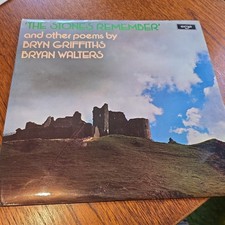 'THE STONES REMEMBER'
and other poems by
BRYN GRIFFITHS
BRYAN WALTERS